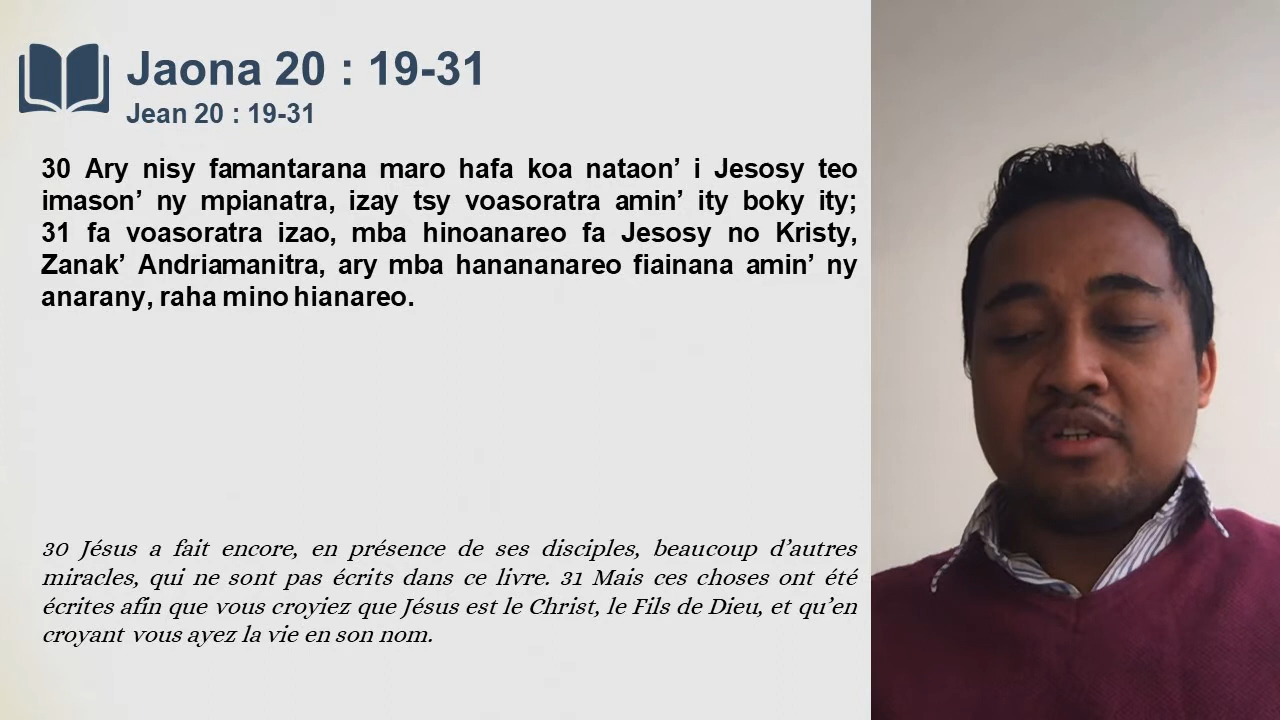 Jaona 20 : 19-31
Jean 20 : 19-31
30 Ary nisy famantarana maro hafa koa nataon’ i Jesosy teo
imason’ ny mpianatra, izay tsy voasoratra amin’ ity boky ity;
31 fa voasoratra izao, mba hinoanareo fa Jesosy no Kristy,
Zanak’ Andriamanitra, ary mba hanananareo fiainana amin’ ny
anarany, raha mino hianareo.
30 Jésus a fait encore, en présence de ses disciples, beaucoup d’autres
miracles, qui ne sont pas écrits dans ce livre. 31 Mais ces choses ont été
écrites afin que vous croyiez que Jésus est le Christ, le Fils de Dieu, et qu’en
croyant vous ayez la vie en son nom.